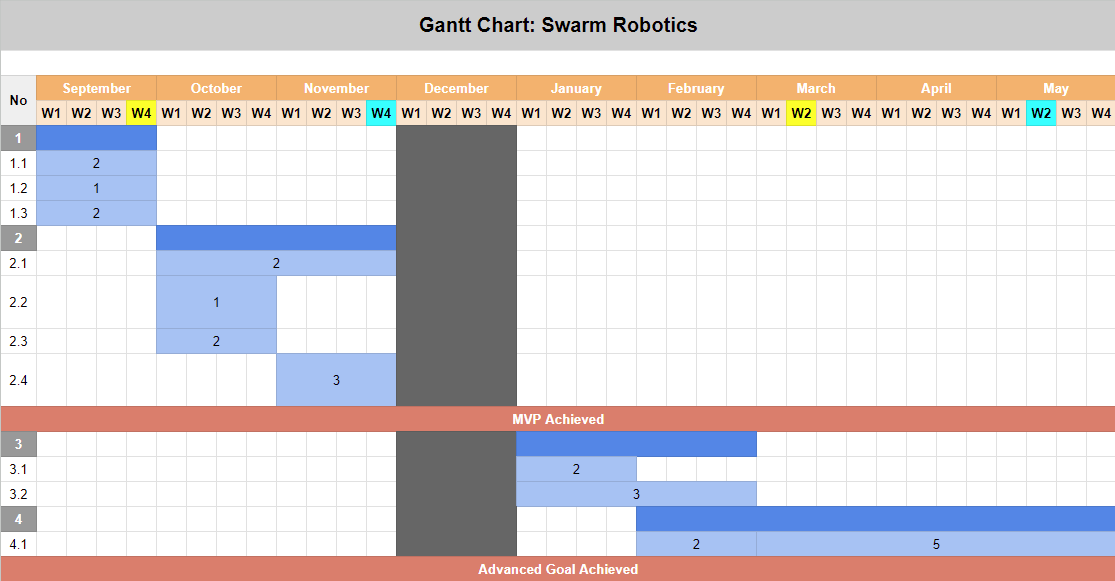 Gantt Chart: Swarm Robotics
No September October November December January February March April May
W1 W2 W3 W4 W1 W2 W3 W4 W1 W2 W3 W4 W1 W2 W3 W4 W1 W2 W3 W4 W1 W2 W3 W4 W1 W2 W3 W4 W1 W2 W3 W4 W1 W2 W3 W4
1
1.1 2
1.2 1
1.3 2
2
2.1 2
2.2 1
2.3 2
2.4 3
MVP Achieved
3
3.1 2
3.2 3
4
4.1 2 5
Advanced Goal Achieved